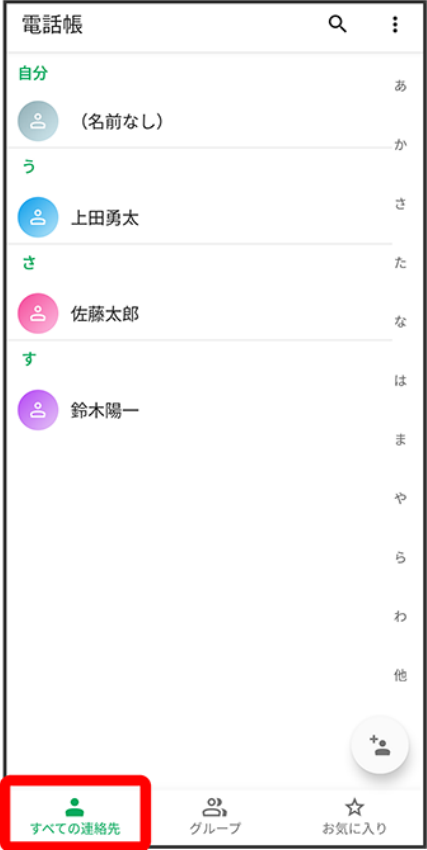 電話帳
自分
あ
（名前なし）
か
う
さ
上田勇太
さ
た
佐藤太郎
な
す
は
鈴木陽一
ま
や
ら
わ
他
すべての連絡先
グループ
お気に入り